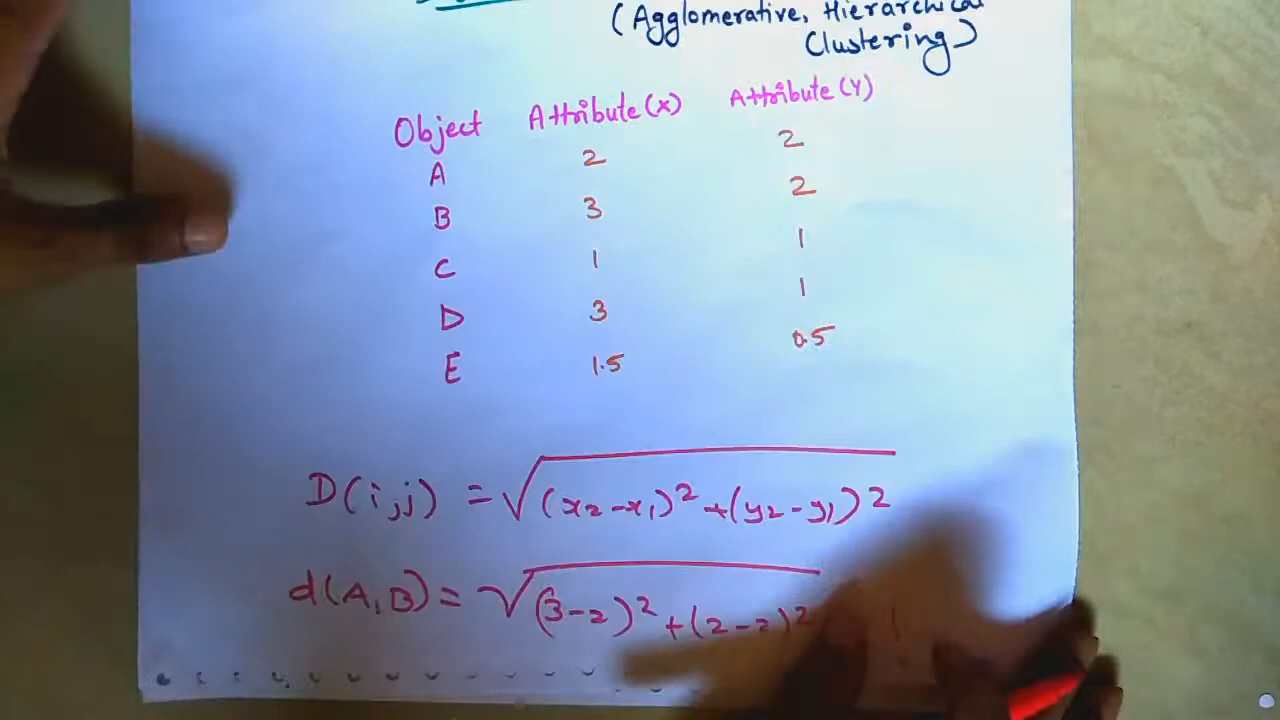 (Agglomerative, Hierarchical
Clustering)
Object Attribute(X) Attribute(Y)
A 2 2
B 3 2
C 1 1
D 3 1
E 1.5 0.5
D(i,j) = √(x2-x1)² +(y2-y1)²
d(A,B) = √(3-2)² +(2-2)²